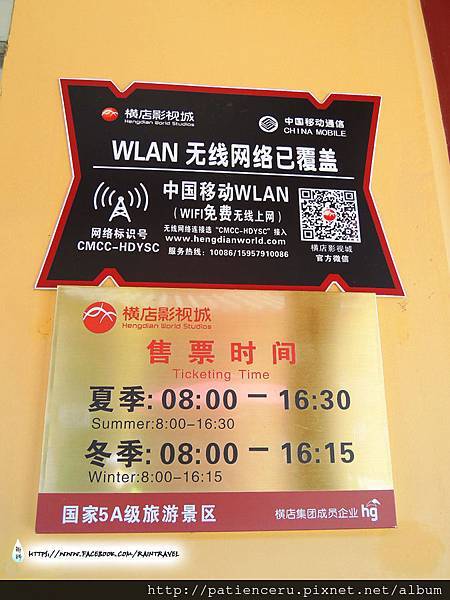 横店影视城
Hengdian World Studios
中国移动通信
CHINA MOBILE
WLAN 无线网络已覆盖
中国移动WLAN
(WIFI免费无线上网)
网络标识号
CMCC-HDYSC
无线网络连接选“CMCC-HDYSC”接入
www.hengdianworld.com
服务热线：10086/15957910086
横店影视城
官方微信
横店影视城
Hengdian World Studios
售票时间
Ticketing Time
夏季: 08:00 - 16:30
Summer:8:00-16:30
冬季: 08:00 - 16:15
Winter:8:00-16:15
国家5A级旅游景区
横店集团成员企业 hg
HTTPS://WWW.FACEBOOK.COM/RAINTRAVEL
http://patienceru.pixnet.net/album